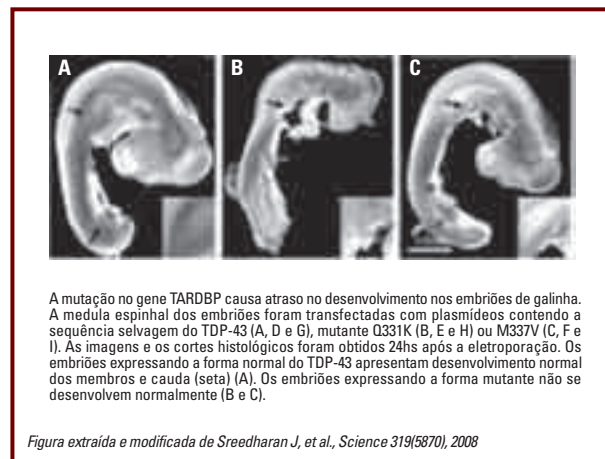 A B C
A mutação no gene TARDBP causa atraso no desenvolvimento nos embriões de galinha.
A medula espinhal dos embriões foram transfectadas com plasmídeos contendo a
sequência selvagem do TDP-43 (A, D e G), mutante Q331K (B, E e H) ou M337V (C, F e
I). As imagens e os cortes histológicos foram obtidos 24hs após a eletroporação. Os
embriões expressando a forma normal do TDP-43 apresentam desenvolvimento normal
dos membros e cauda (seta) (A). Os embriões expressando a forma mutante não se
desenvolvem normalmente (B e C).
Figura extraída e modificada de Sreedharan J, et al., Science 319(5870), 2008